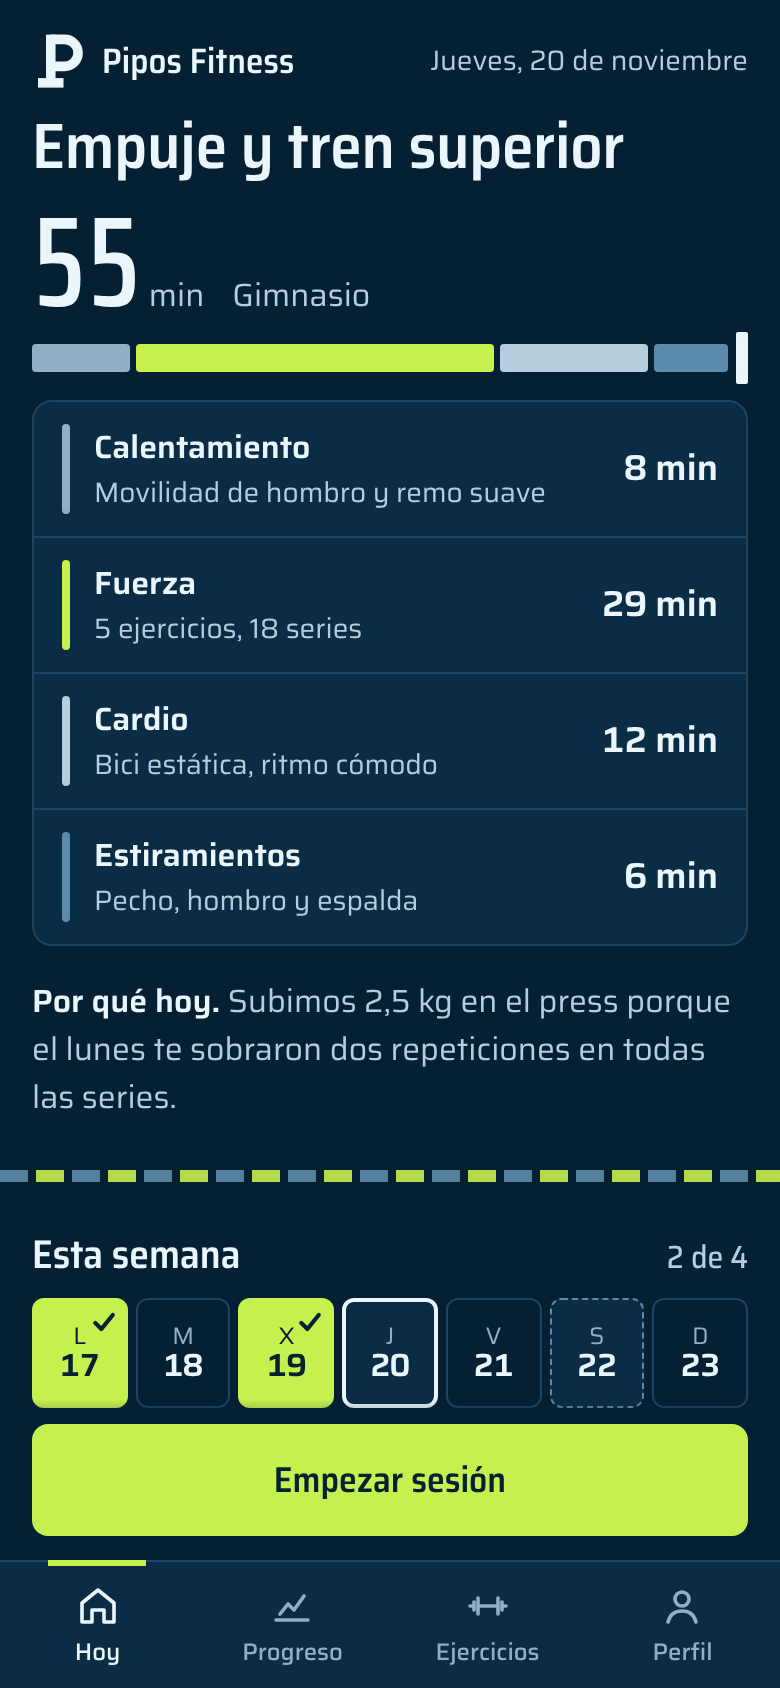 Pipos Fitness
Jueves, 20 de noviembre
Empuje y tren superior
55 min Gimnasio
Calentamiento
Movilidad de hombro y remo suave
8 min
Fuerza
5 ejercicios, 18 series
29 min
Cardio
Bici estática, ritmo cómodo
12 min
Estiramientos
Pecho, hombro y espalda
6 min
Por qué hoy. Subimos 2,5 kg en el press porque
el lunes te sobraron dos repeticiones en todas
las series.
Esta semana
2 de 4
L M X J V S D
17 18 19 20 21 22 23
Empezar sesión
Hoy Progreso Ejercicios Perfil